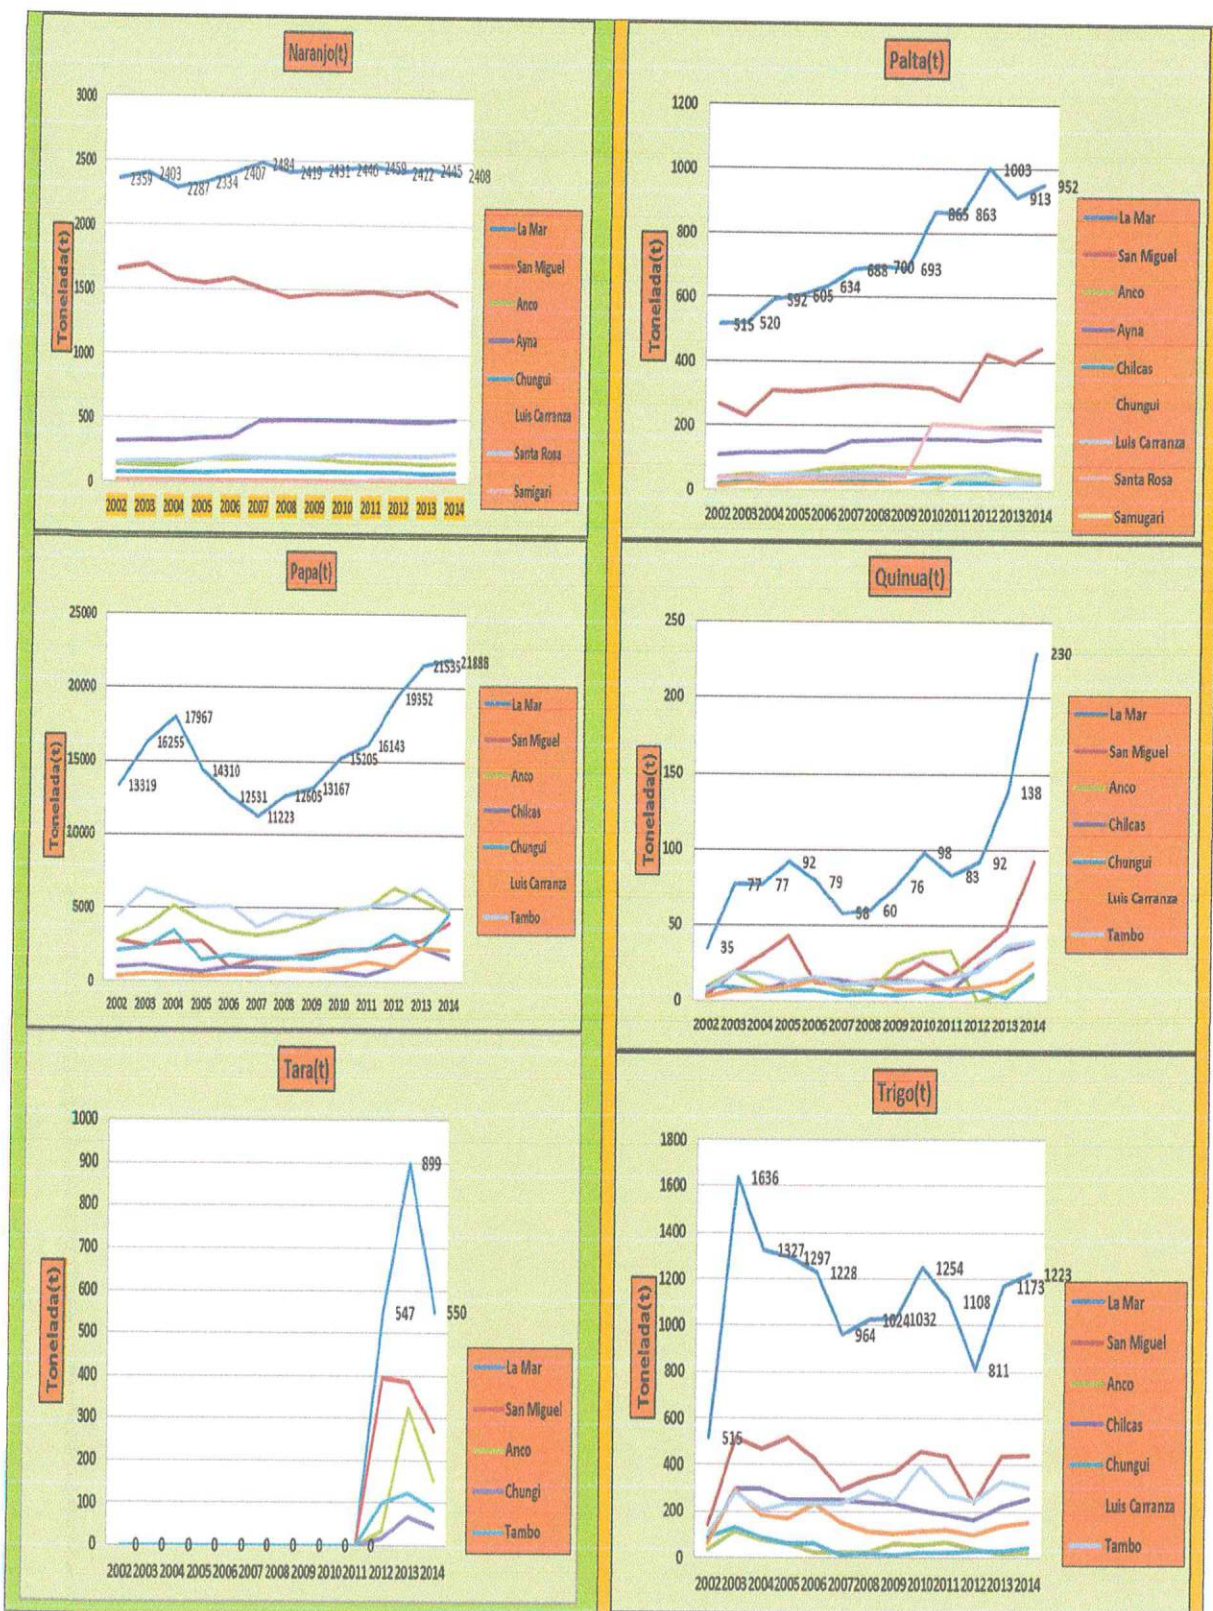 Naranjo(t)
Tonelada(t)
3000
2500
2000
1500
1000
500
0
2359
2403
2287
2334
2407
2484
2419
2431
2446
2459
2422
2445
2408
2002 2003 2004 2005 2006 2007 2008 2009 2010 2011 2012 2013 2014
La Mar
San Miguel
Anco
Ayna
Chungui
Luis Carranza
Santa Rosa
Samigari
Palta(t)
Tonelada(t)
1200
1000
800
600
400
200
0
515
520
592
605
634
688
700
693
865
863
1003
913
952
2002 2003 2004 2005 2006 2007 2008 2009 2010 2011 2012 2013 2014
La Mar
San Miguel
Anco
Ayna
Chilcas
Chungui
Luis Carranza
Santa Rosa
Samugari
Papa(t)
Tonelada(t)
25000
20000
15000
10000
5000
0
13319
16255
17967
14310
12531
11223
12605
13167
15205
16143
19352
21535
21888
2002 2003 2004 2005 2006 2007 2008 2009 2010 2011 2012 2013 2014
La Mar
San Miguel
Anco
Chilcas
Chungui
Luis Carranza
Tambo
Quinua(t)
Tonelada(t)
250
200
150
100
50
0
35
77
77
92
79
58
60
76
98
83
92
138
230
2002 2003 2004 2005 2006 2007 2008 2009 2010 2011 2012 2013 2014
La Mar
San Miguel
Anco
Chilcas
Chungui
Luis Carranza
Tambo
Tara(t)
Tonelada(t)
1000
900
800
700
600
500
400
300
200
100
0
0 0 0 0 0 0 0 0 0 0
547
899
550
2002 2003 2004 2005 2006 2007 2008 2009 2010 2011 2012 2013 2014
La Mar
San Miguel
Anco
Chungi
Tambo
Trigo(t)
Tonelada(t)
1800
1600
1400
1200
1000
800
600
400
200
0
515
1636
1327
1297
1228
964
1024
1032
1254
1108
811
1173
1223
2002 2003 2004 2005 2006 2007 2008 2009 2010 2011 2012 2013 2014
La Mar
San Miguel
Anco
Chilcas
Chungui
Luis Carranza
Tambo